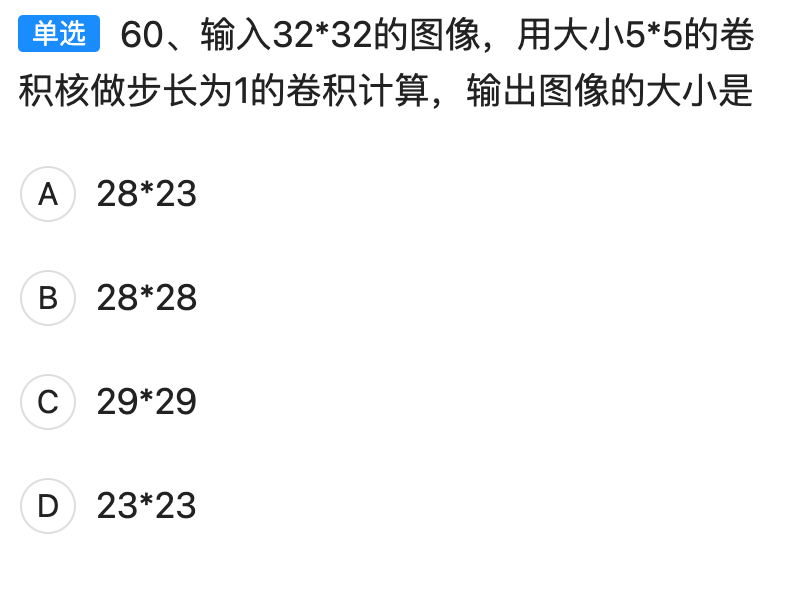 单选 60、输入32*32的图像，用大小5*5的卷
积核做步长为1的卷积计算，输出图像的大小是
A 28*23
B 28*28
C 29*29
D 23*23